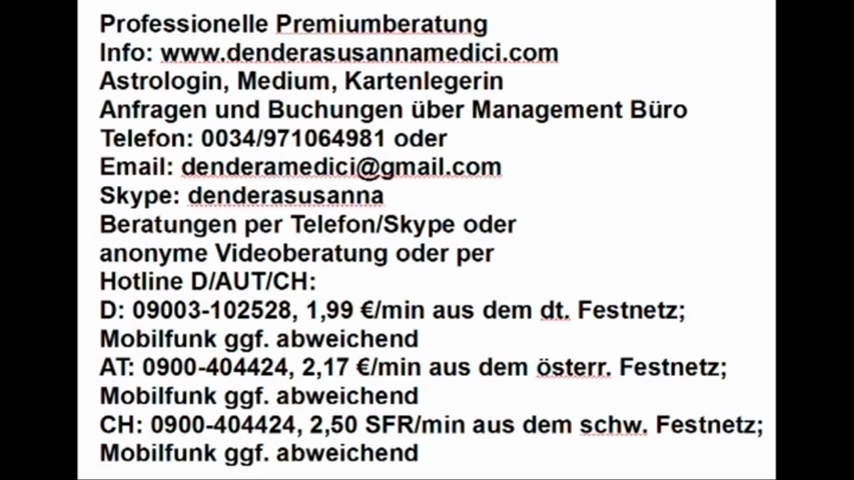 Professionelle Premiumberatung
Info: www.denderasusannamedici.com
Astrologin, Medium, Kartenlegerin
Anfragen und Buchungen über Management Büro
Telefon: 0034/971064981 oder
Email: denderamedici@gmail.com
Skype: denderasusanna
Beratungen per Telefon/Skype oder
anonyme Videoberatung oder per
Hotline D/AUT/CH:
D: 09003-102528, 1,99 €/min aus dem dt. Festnetz;
Mobilfunk ggf. abweichend
AT: 0900-404424, 2,17 €/min aus dem österr. Festnetz;
Mobilfunk ggf. abweichend
CH: 0900-404424, 2,50 SFR/min aus dem schw. Festnetz;
Mobilfunk ggf. abweichend